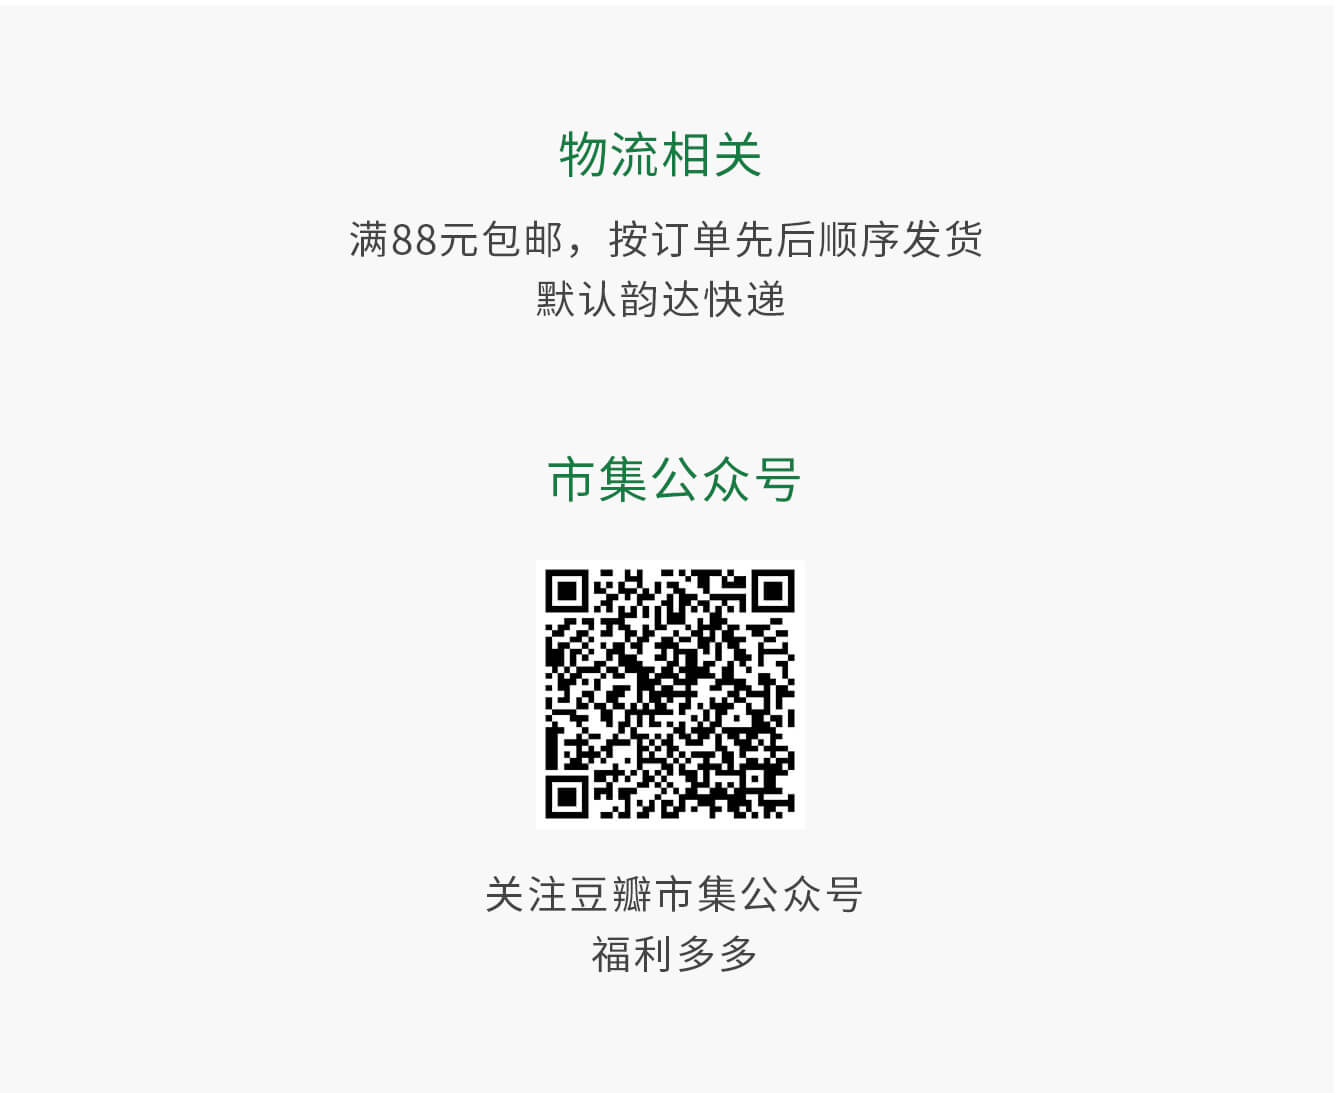 物流相关
满88元包邮，按订单先后顺序发货
默认韵达快递
市集公众号
关注豆瓣市集公众号
福利多多